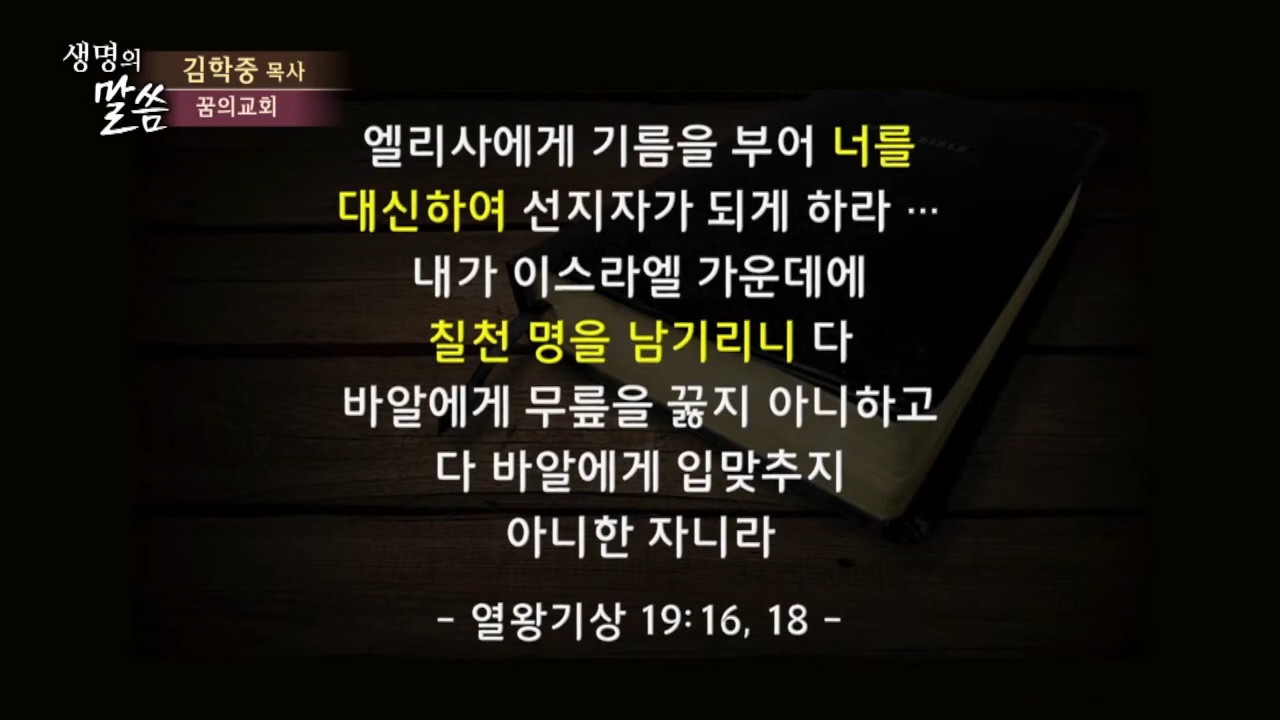 생명의
말씀
김학중 목사
꿈의교회
엘리사에게 기름을 부어 너를
대신하여 선지자가 되게 하라 …
내가 이스라엘 가운데에
칠천 명을 남기리니 다
바알에게 무릎을 꿇지 아니하고
다 바알에게 입맞추지
아니한 자니라
- 열왕기상 19:16, 18 -
BIBLE